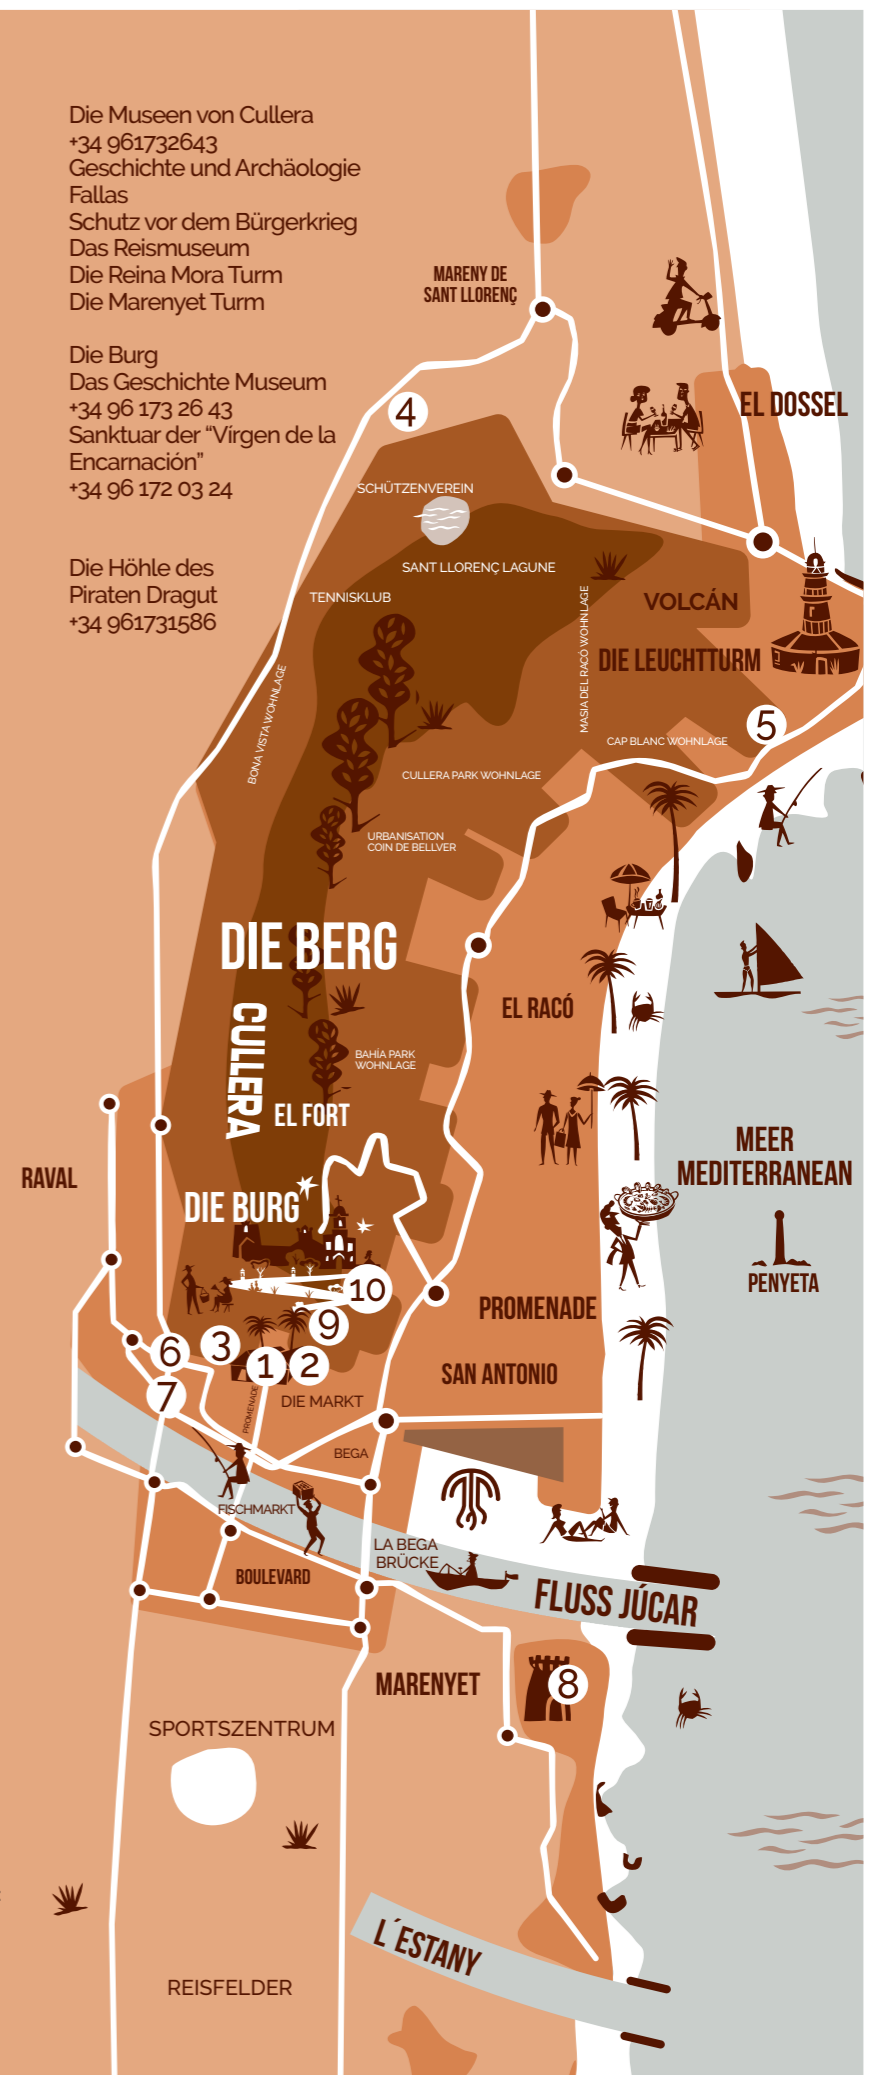 Die Museen von Cullera
+34 961732643
Geschichte und Archäologie
Fallas
Schutz vor dem Bürgerkrieg
Das Reismuseum
Die Reina Mora Turm
Die Marenyet Turm
Die Burg
Das Geschichte Museum
+34 96 173 26 43
Sanktuar der “Virgen de la
Encarnación”
+34 96 172 03 24
Die Höhle des
Piraten Dragut
+34 961731586
MARENY DE
SANT LLORENÇ
EL DOSSEL
4
SCHÜTZENVEREIN
SANT LLORENÇ LAGUNE
TENNISKLUB
VOLCÁN
DIE LEUCHTTURM
MASIA DEL RACÓ WOHNLAGE
BONA VISTA WOHNLAGE
5
CAP BLANC WOHNLAGE
CULLERA PARK WOHNLAGE
URBANISATION
COIN DE BELLVER
DIE BERG
CULLERA
EL RACÓ
BAHÍA PARK
WOHNLAGE
EL FORT
MEER
MEDITERRANEAN
RAVAL
DIE BURG
PENYETA
10
PROMENADE
9
3
6
1
2
SAN ANTONIO
7
DIE MARKT
PROMENADE
BEGA
FISCHMARKT
LA BEGA
BRÜCKE
BOULEVARD
FLUSS JÚCAR
MARENYET
8
SPORTSZENTRUM
L´ESTANY
REISFELDER